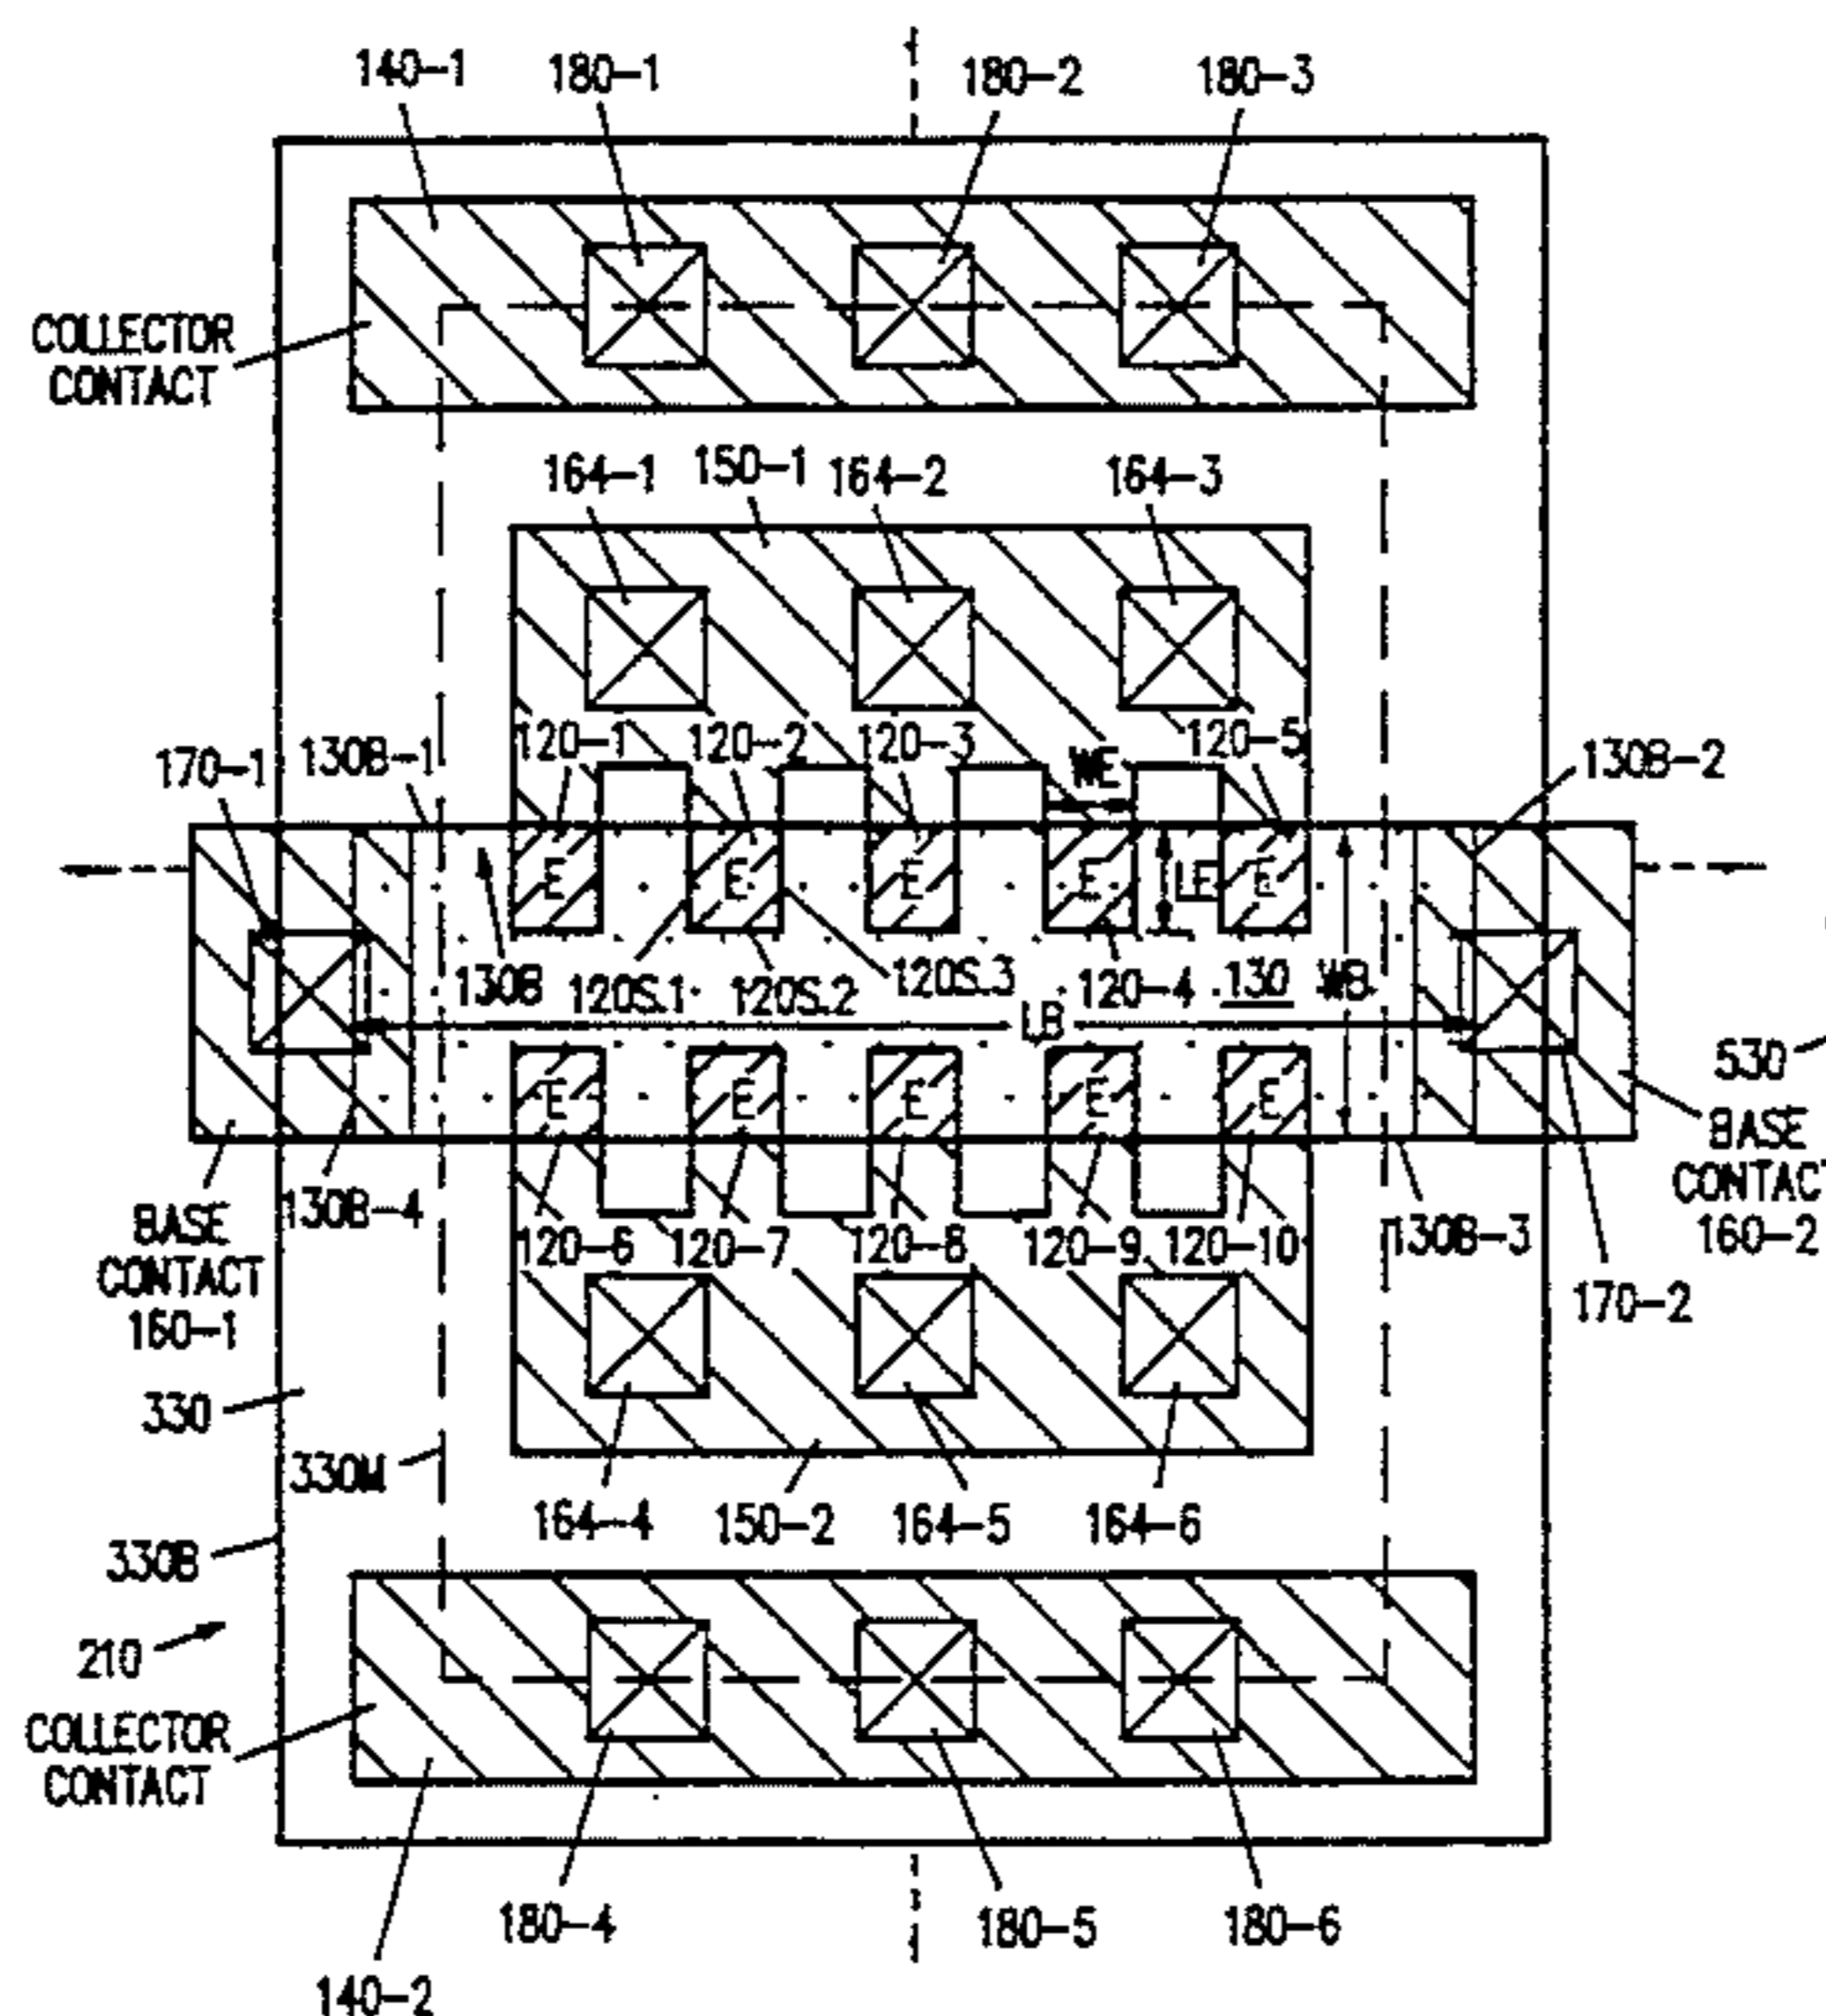 140-1
180-1
180-2
180-3
COLLECTOR
CONTACT
164-1
150-1
164-2
164-3
170-1
130B-1
120-1
120-2
120-3
WE
120-5
130B-2
E
E
E
E
LE
E
130B
120S.1
120S.2
120S.3
120-4
130
WB
LB
530
E
E
E
E
E
BASE
CONTACT
160-1
130B-4
120-6
120-7
120-8
120-9
120-10
130B-3
BASE
CONTACT
160-2
170-2
330
330M
164-4
150-2
164-5
164-6
330B
210
COLLECTOR
CONTACT
180-4
180-5
180-6
140-2